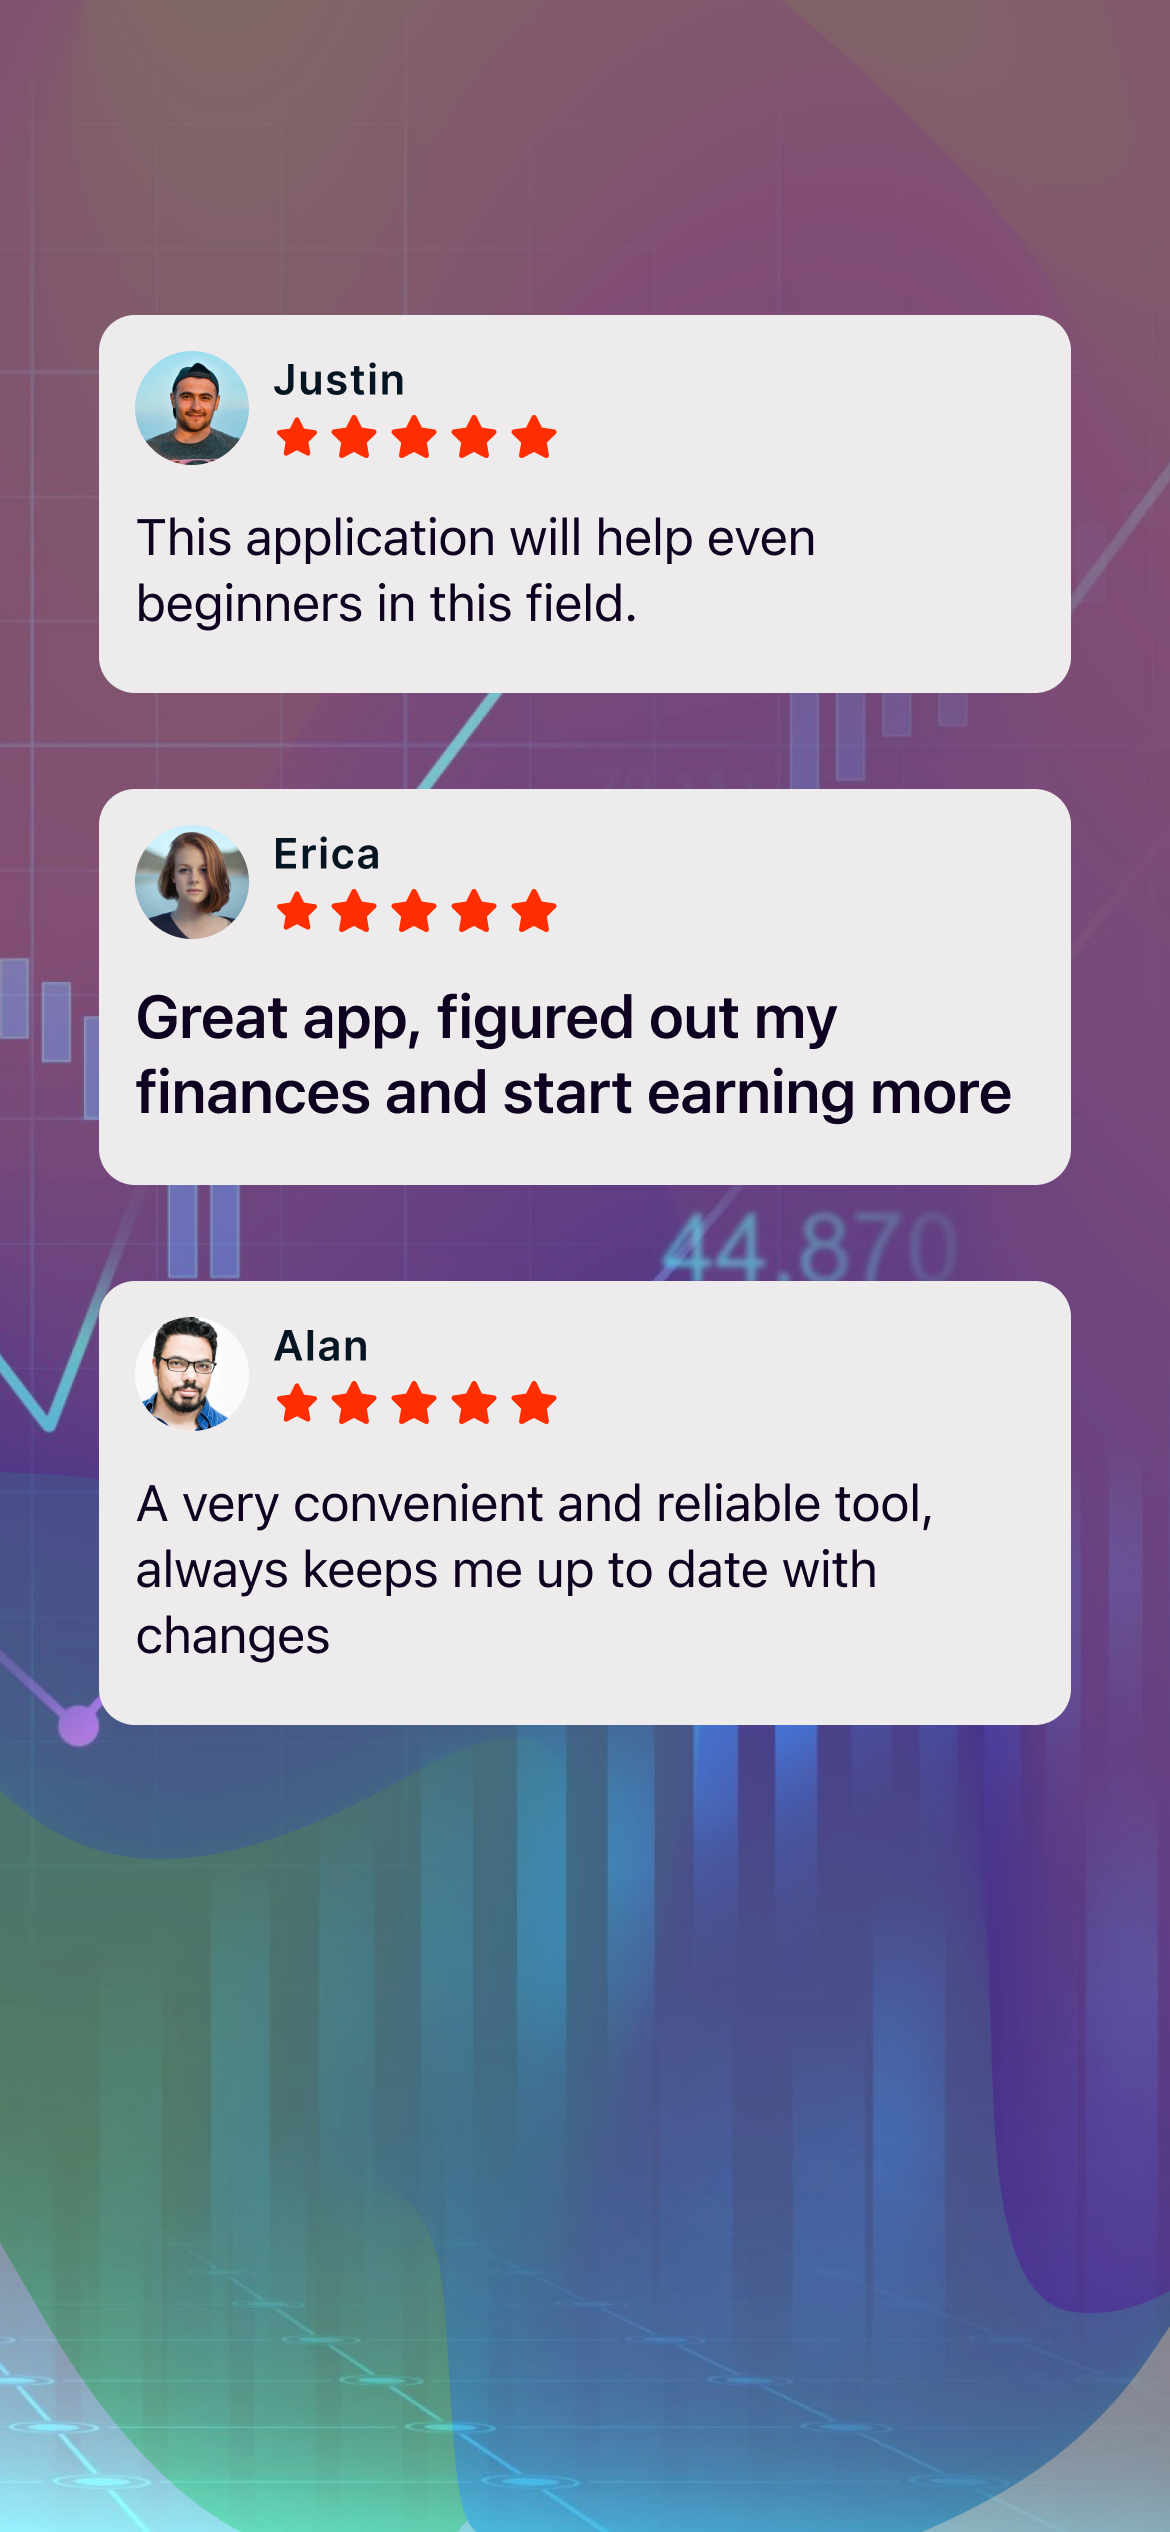 Justin
This application will help even
beginners in this field.
Erica
Great app, figured out my
finances and start earning more
44.870
Alan
A very convenient and reliable tool,
always keeps me up to date with
changes